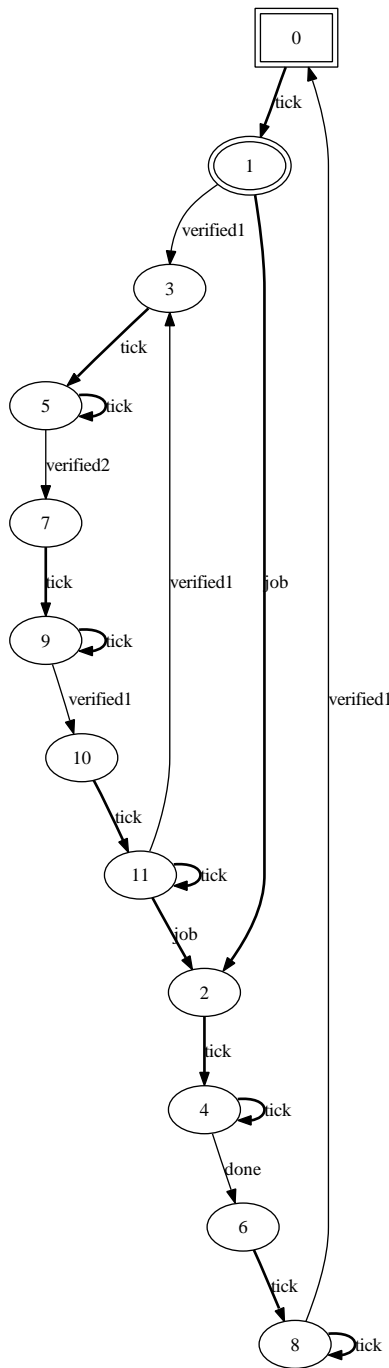 0
tick
1
verified1
3
tick
5
tick
verified2
7
tick
verified1
job
verified1
9
tick
verified1
10
tick
11
tick
job
2
tick
4
tick
done
6
tick
8
tick